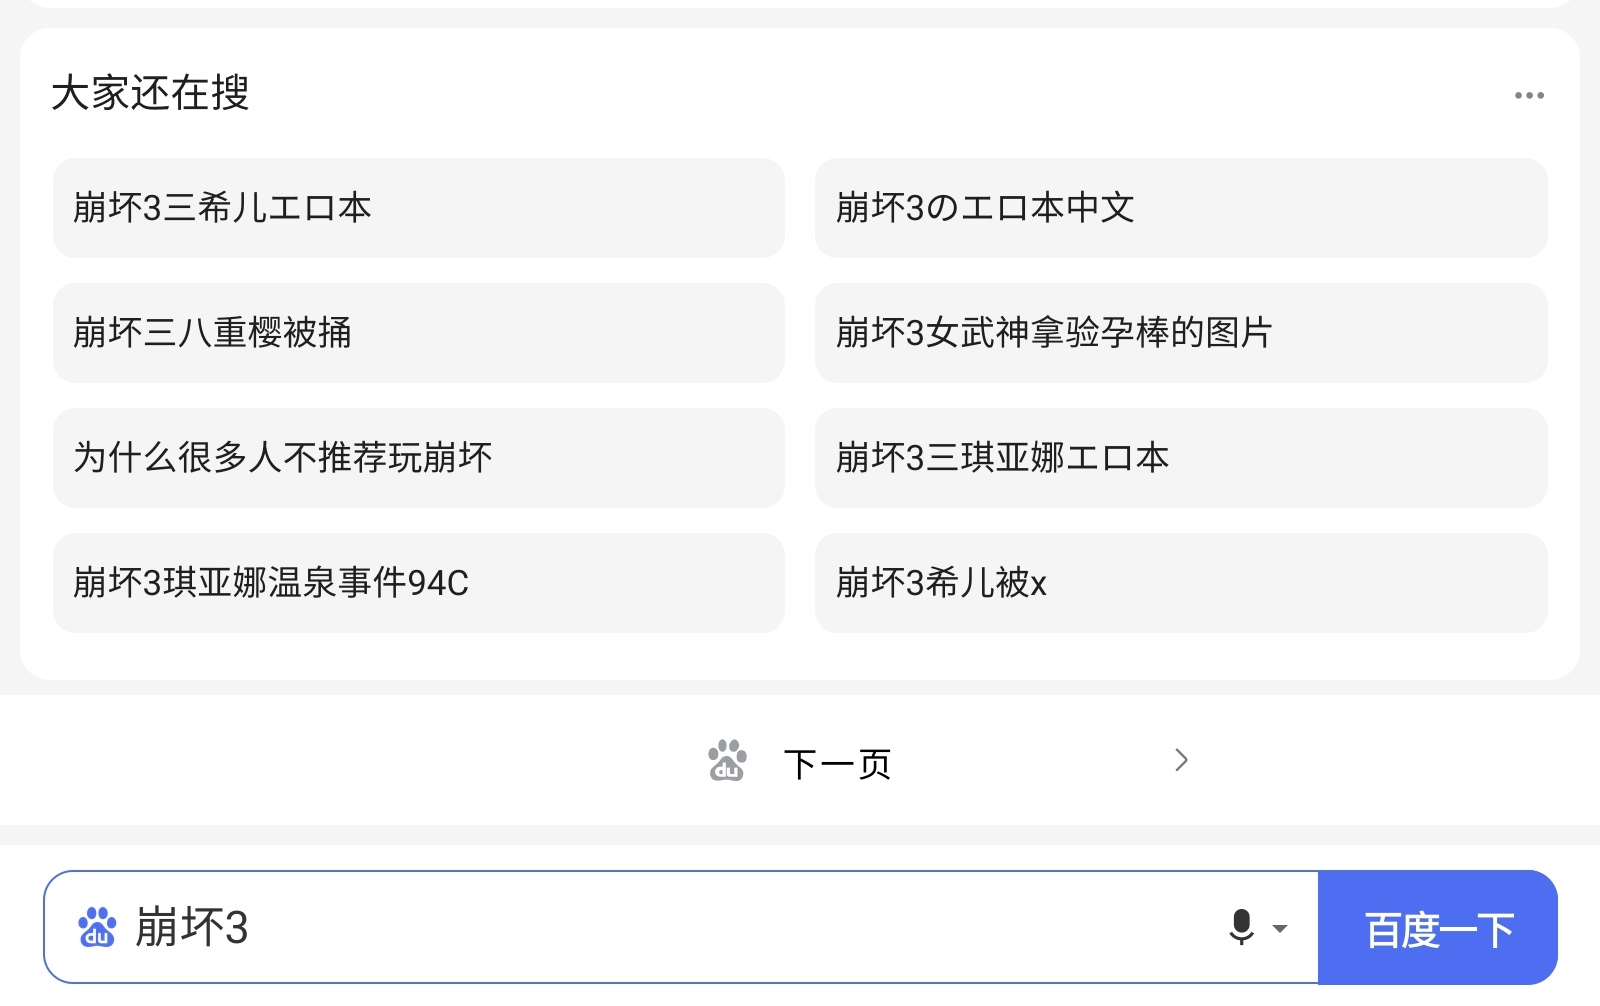 大家还在搜
崩坏3三希儿エロ本
崩坏3のエロ本中文
崩坏三八重樱被捅
崩坏3女武神拿验孕棒的图片
为什么很多人不推荐玩崩坏
崩坏3三琪亚娜エロ本
崩坏3琪亚娜温泉事件94C
崩坏3希儿被x
du 下一页
du 崩坏3 百度一下